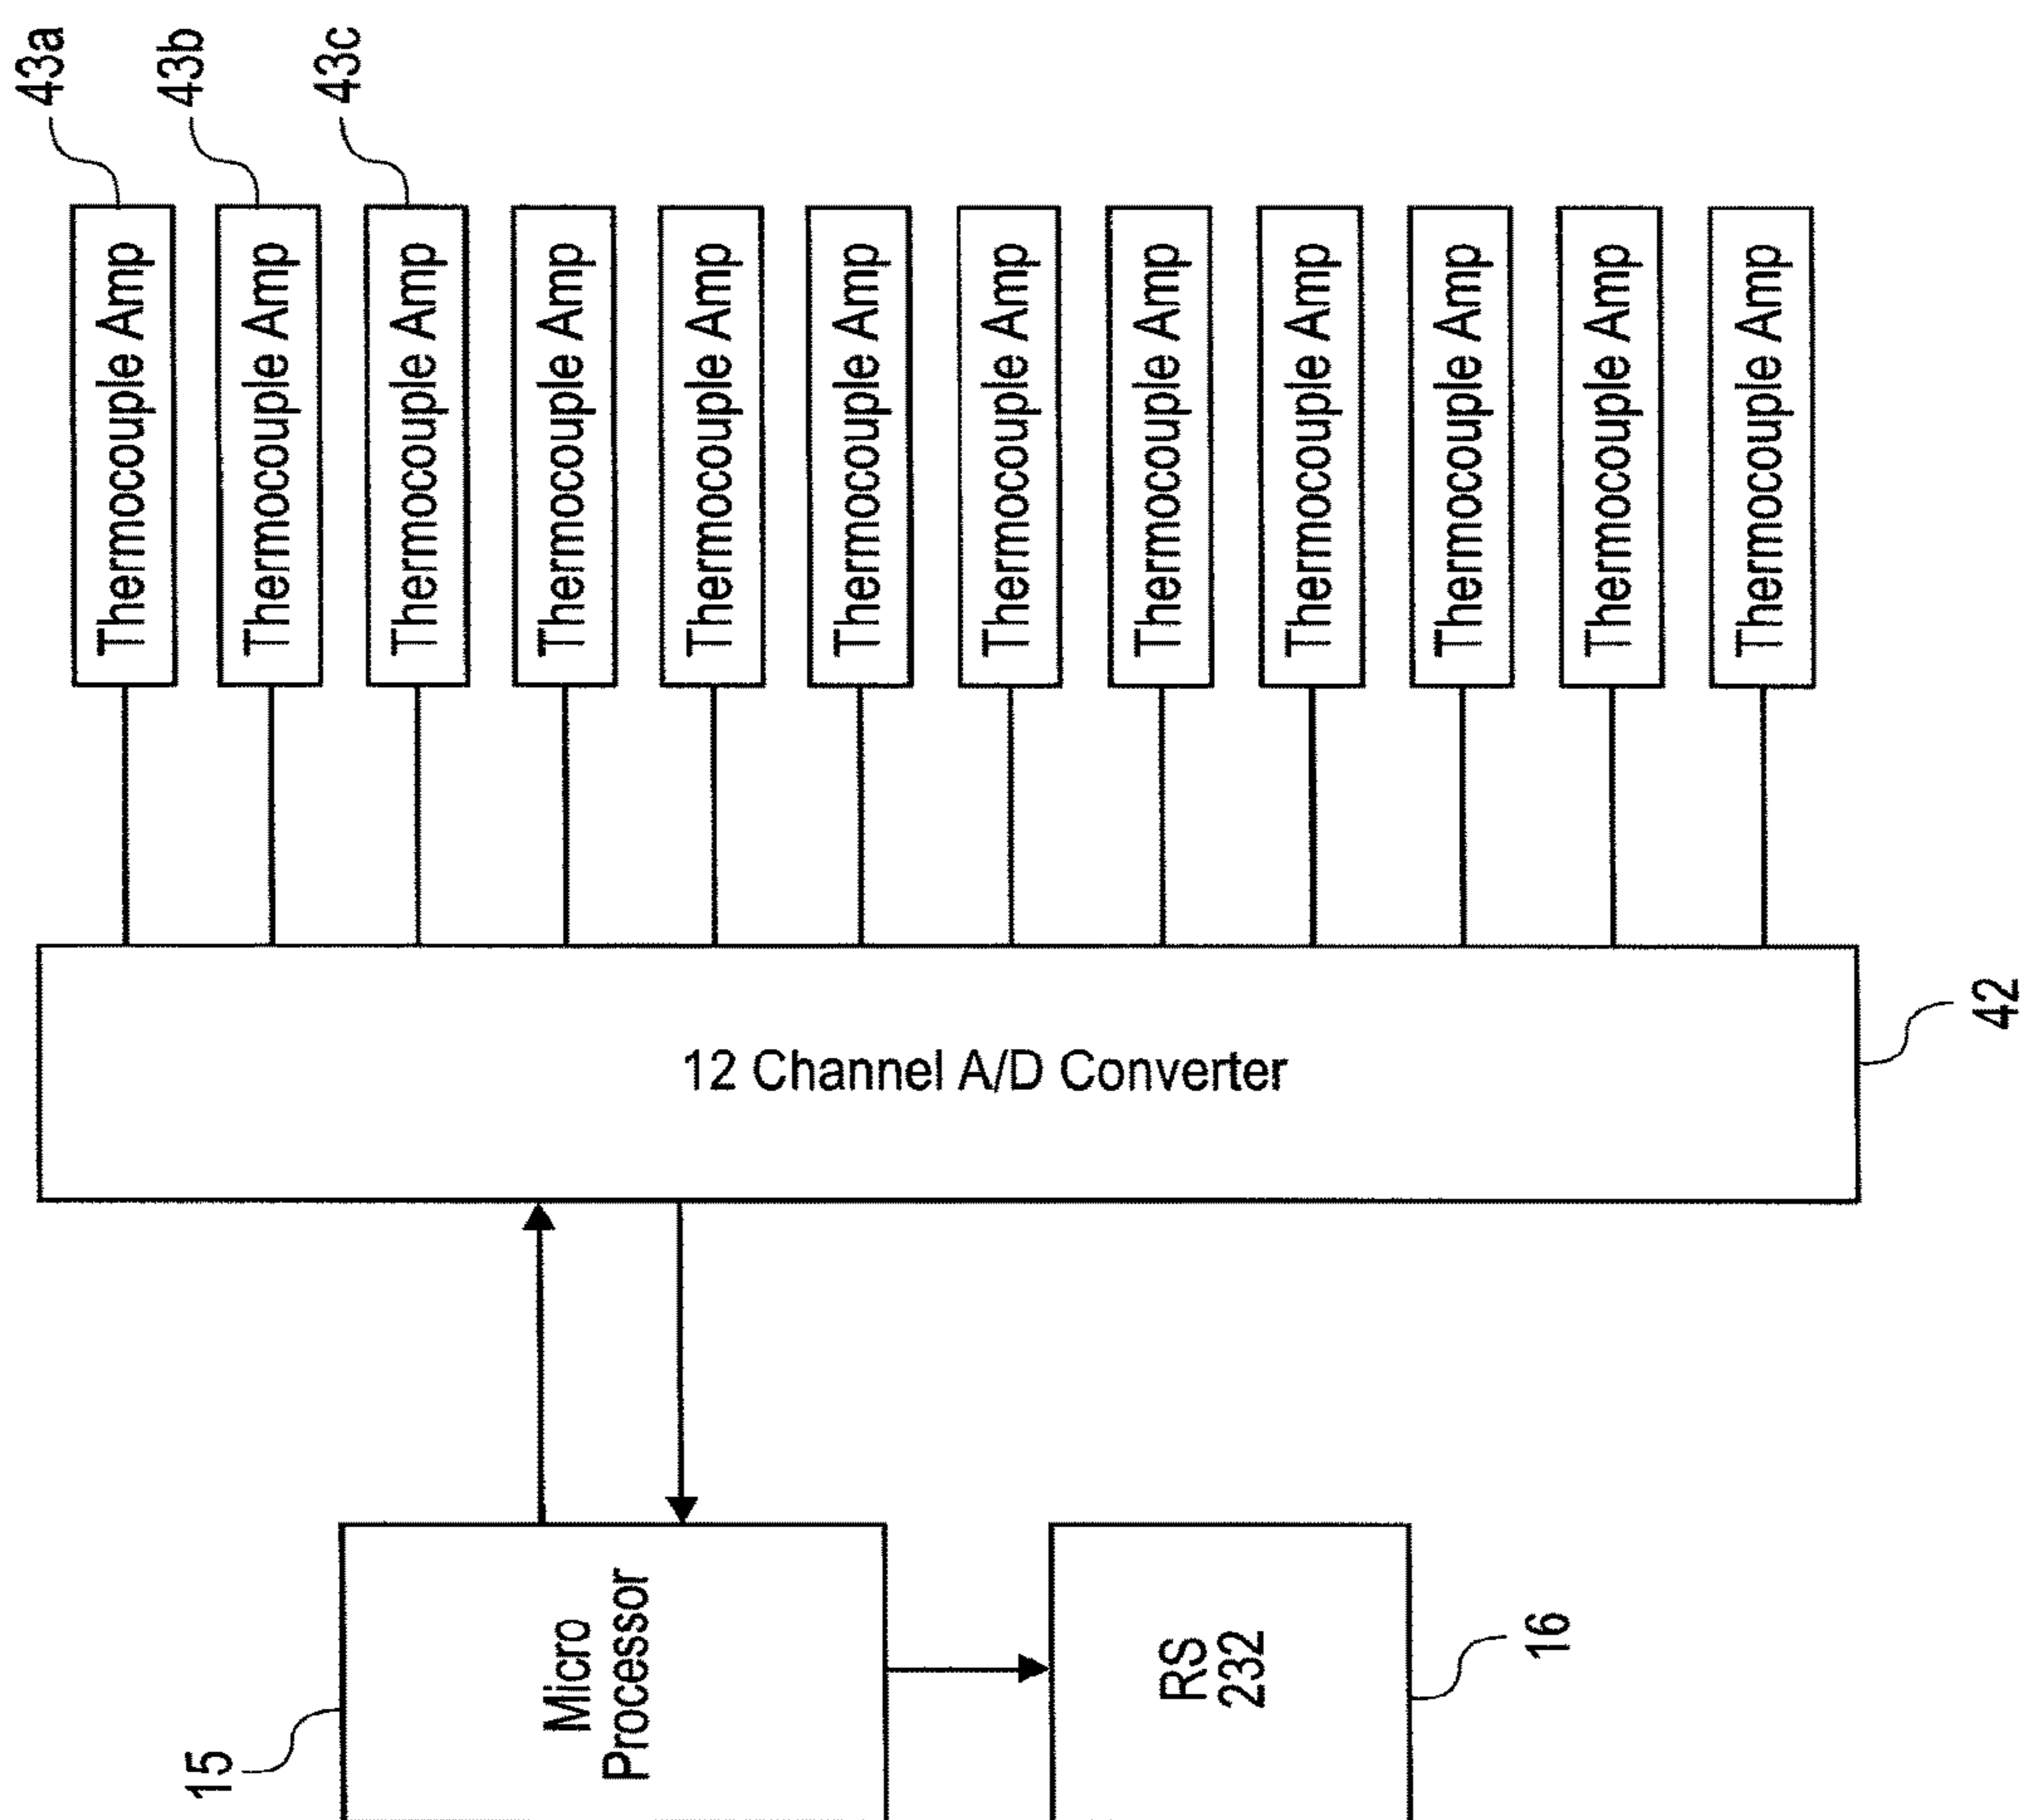 43a
43b
43c
Thermocouple Amp
Thermocouple Amp
Thermocouple Amp
Thermocouple Amp
Thermocouple Amp
Thermocouple Amp
Thermocouple Amp
Thermocouple Amp
Thermocouple Amp
Thermocouple Amp
Thermocouple Amp
Thermocouple Amp
12 Channel A/D Converter
42
Micro
Processor
15
RS
232
16